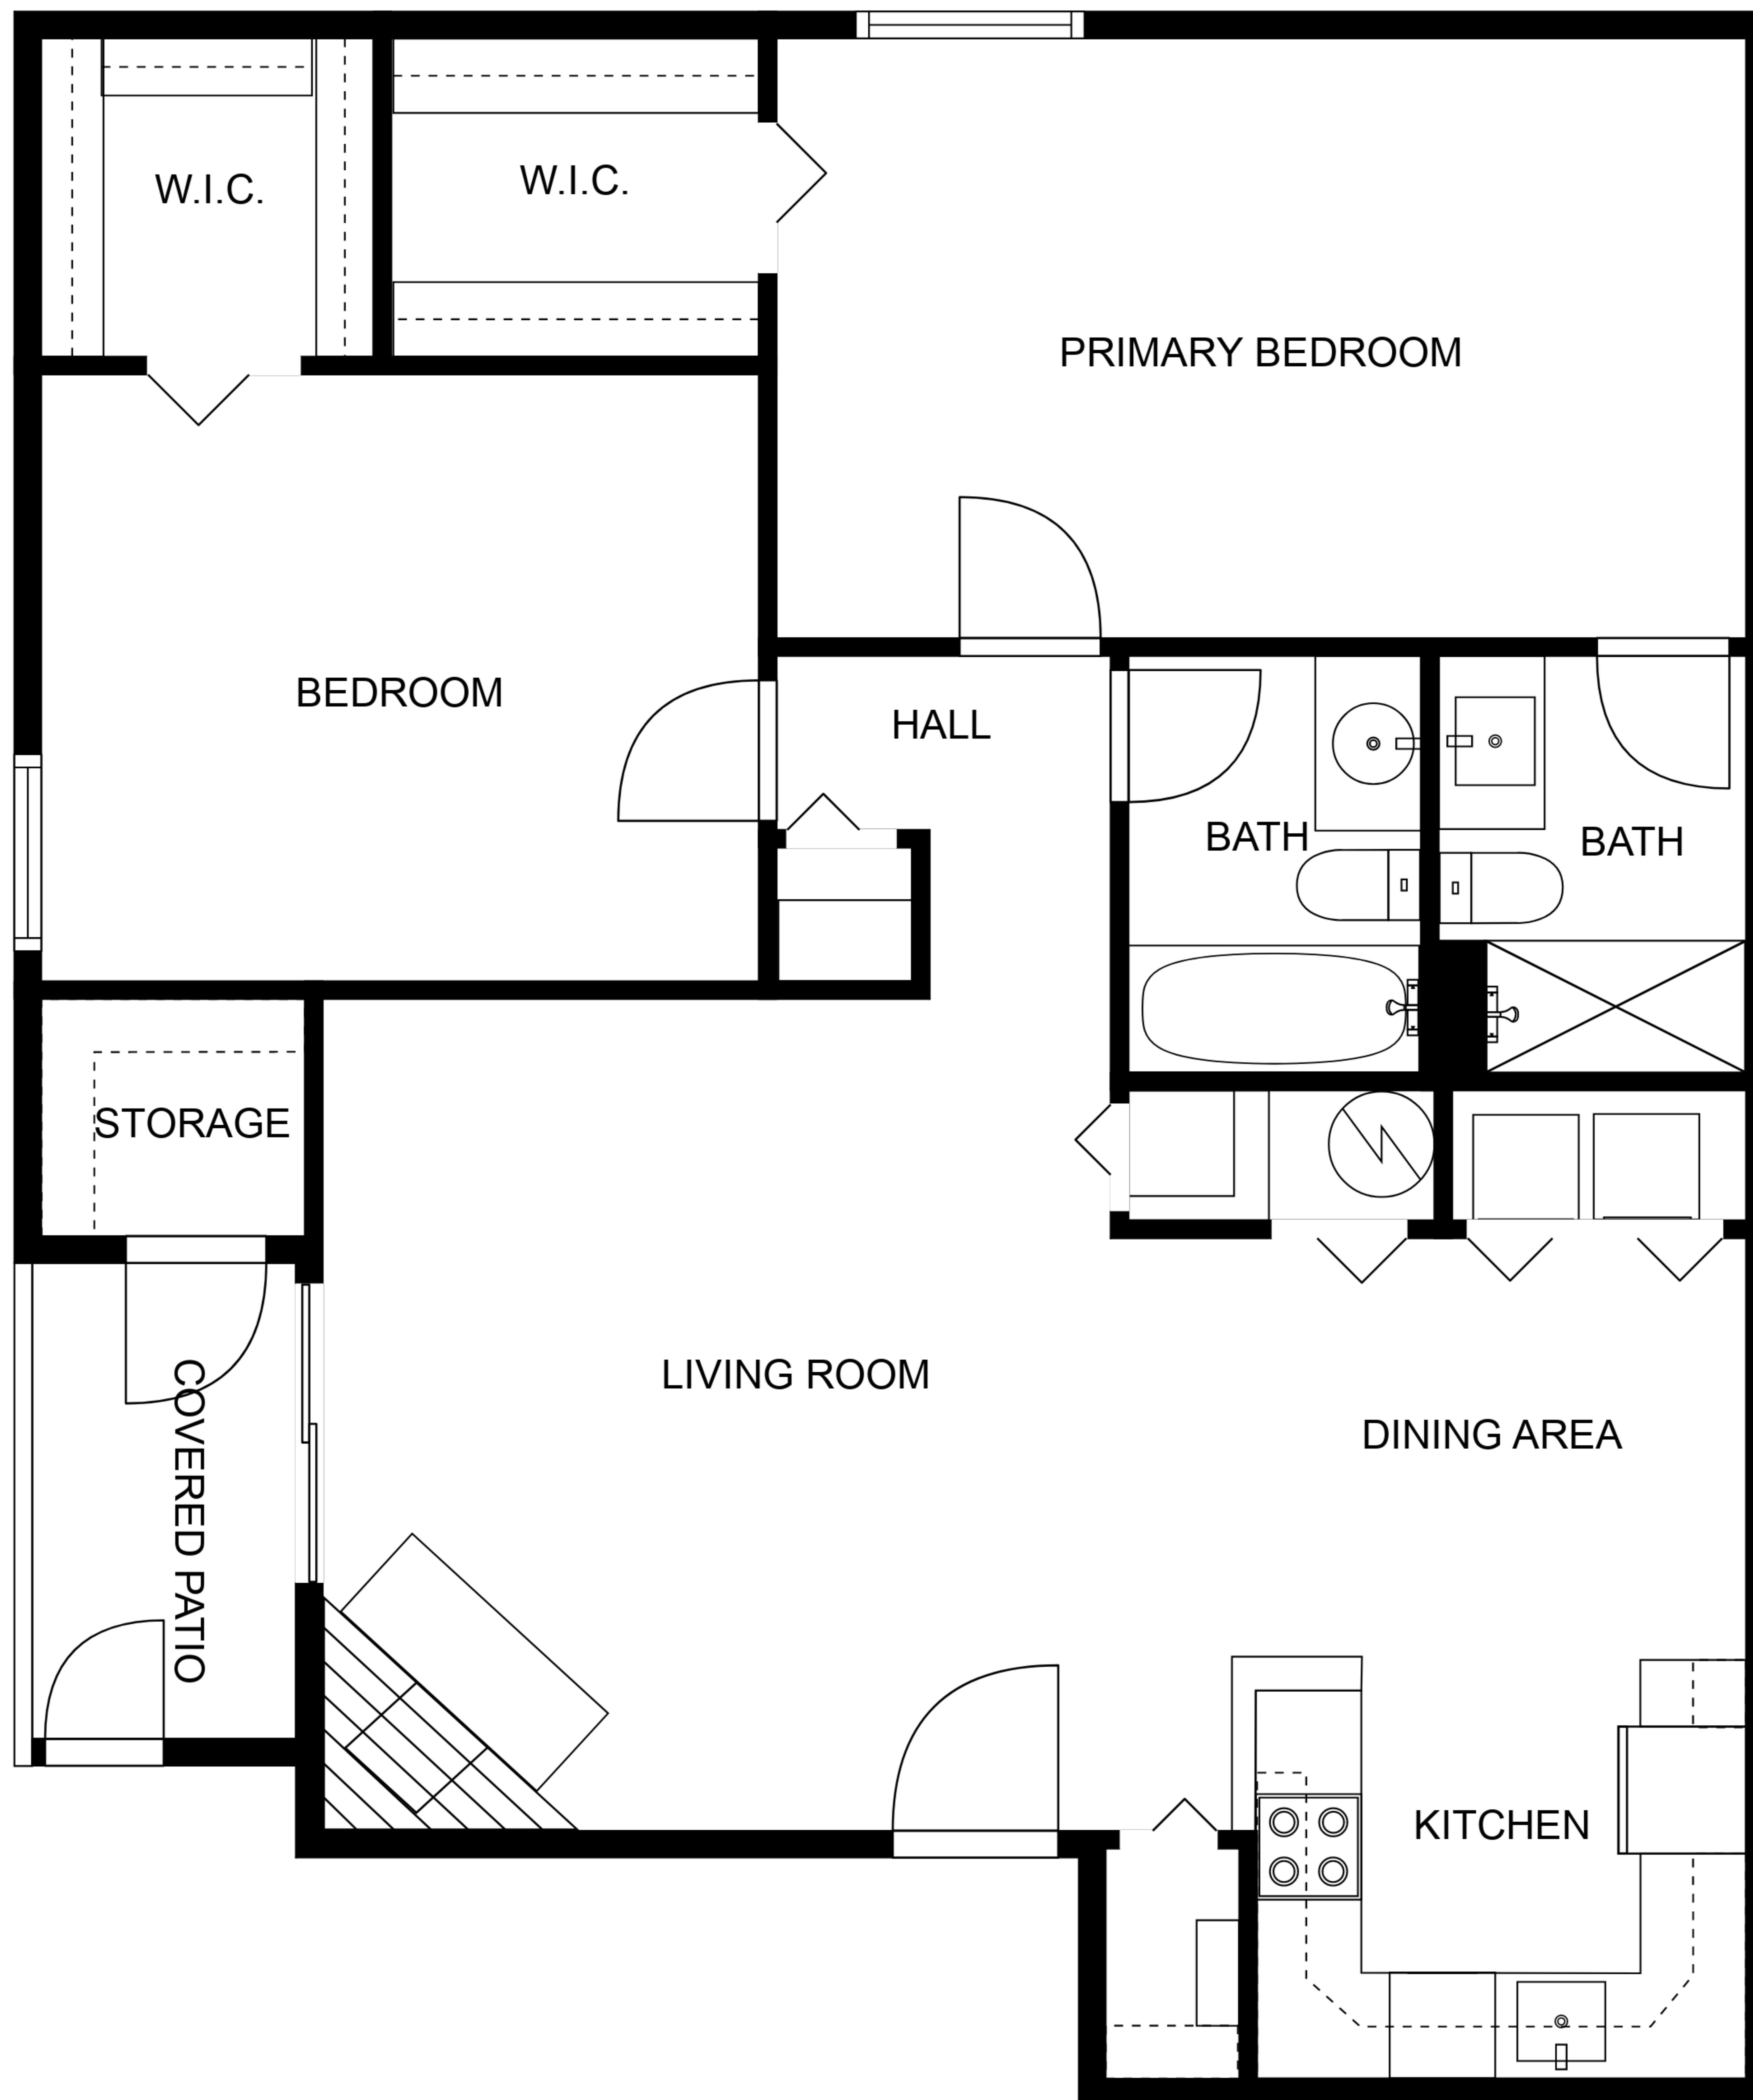 W.I.C.
W.I.C.
PRIMARY BEDROOM
BEDROOM
HALL
BATH
BATH
STORAGE
LIVING ROOM
COVERED PATIO
DINING AREA
KITCHEN